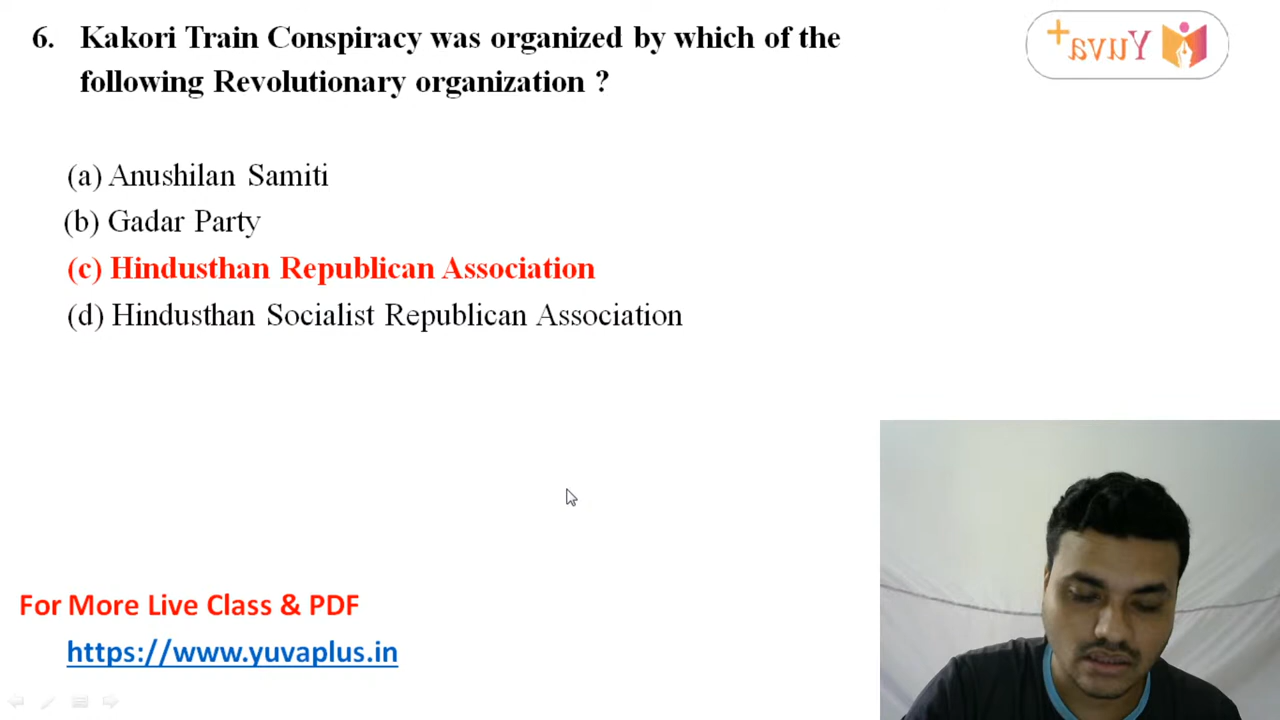 6. Kakori Train Conspiracy was organized by which of the
following Revolutionary organization ?
Yuva+
(a) Anushilan Samiti
(b) Gadar Party
(c) Hindusthan Republican Association
(d) Hindusthan Socialist Republican Association
For More Live Class & PDF
https://www.yuvaplus.in